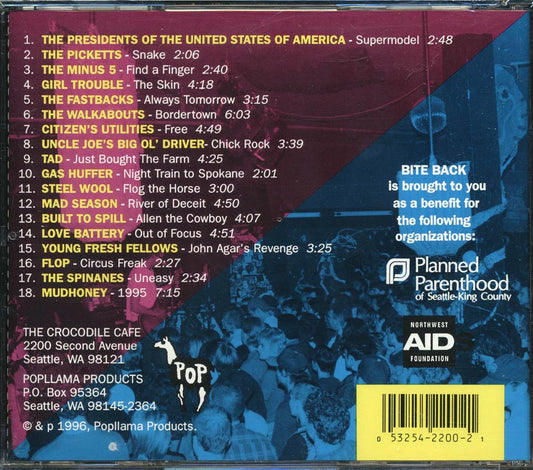 1. THE PRESIDENTS OF THE UNITED STATES OF AMERICA - Supermodel 2:48
2. THE PICKETTS - Snake 2:06
3. THE MINUS 5 - Find a Finger 2:40
4. GIRL TROUBLE - The Skin 4:18
5. THE FASTBACKS - Always Tomorrow 3:15
6. THE WALKABOUTS - Bordertown 6:03
7. CITIZEN'S UTILITIES - Free 4:49
8. UNCLE JOE'S BIG OL' DRIVER- Chick Rock 3:39
9. TAD - Just Bought The Farm 4:25
10. GAS HUFFER - Night Train to Spokane 2:01
11. STEEL WOOL - Flog the Horse 3:00
12. MAD SEASON - River of Deceit 4:50
13. BUILT TO SPILL - Allen the Cowboy 4:07
14. LOVE BATTERY - Out of Focus 4:51
15. YOUNG FRESH FELLOWS - John Agar's Revenge 3:25
16. FLOP - Circus Freak 2:27
17. THE SPINANES - Uneasy 2:34
18. MUDHONEY - 1995 7:15
BITE BACK
is brought to you
as a benefit for
the following
organizations:
Planned
Parenthood
of Seattle-King County
NORTHWEST
AID
FOUNDATION
THE CROCODILE CAFE
2200 Second Avenue
Seattle, WA 98121
POPLLAMA PRODUCTS
P.O. Box 95364
Seattle, WA 98145-2364
© & p 1996, Popllama Products.
POP
0 53254-2200-2 1